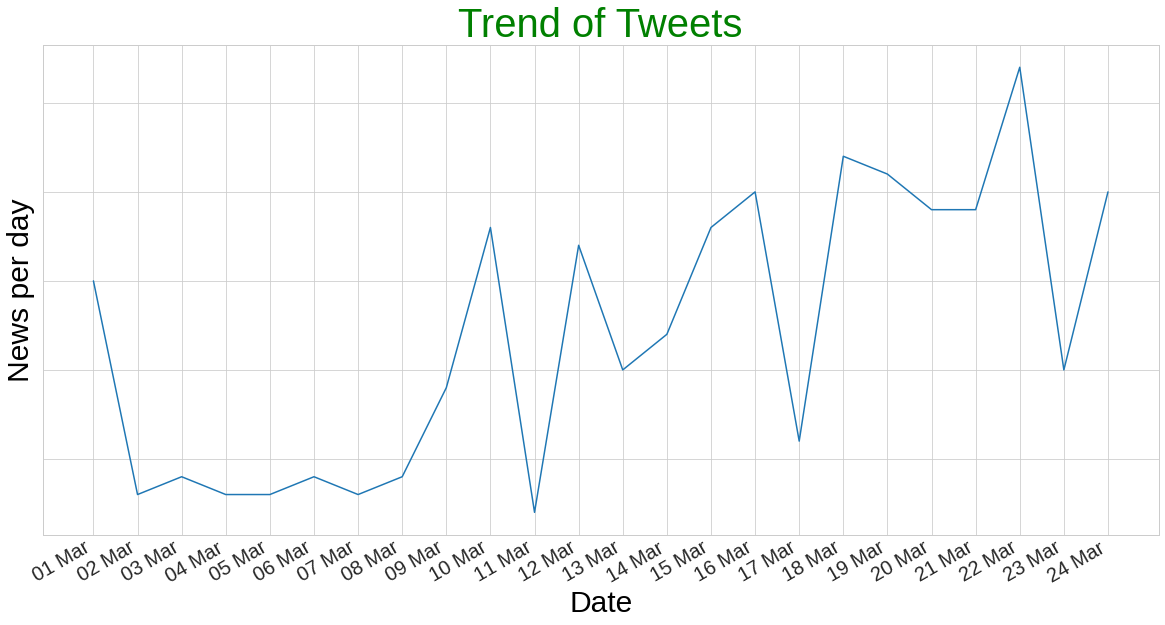 Trend of Tweets
News per day
01 Mar
02 Mar
03 Mar
04 Mar
05 Mar
06 Mar
07 Mar
08 Mar
09 Mar
10 Mar
11 Mar
12 Mar
13 Mar
14 Mar
15 Mar
16 Mar
17 Mar
18 Mar
19 Mar
20 Mar
21 Mar
22 Mar
23 Mar
24 Mar
Date